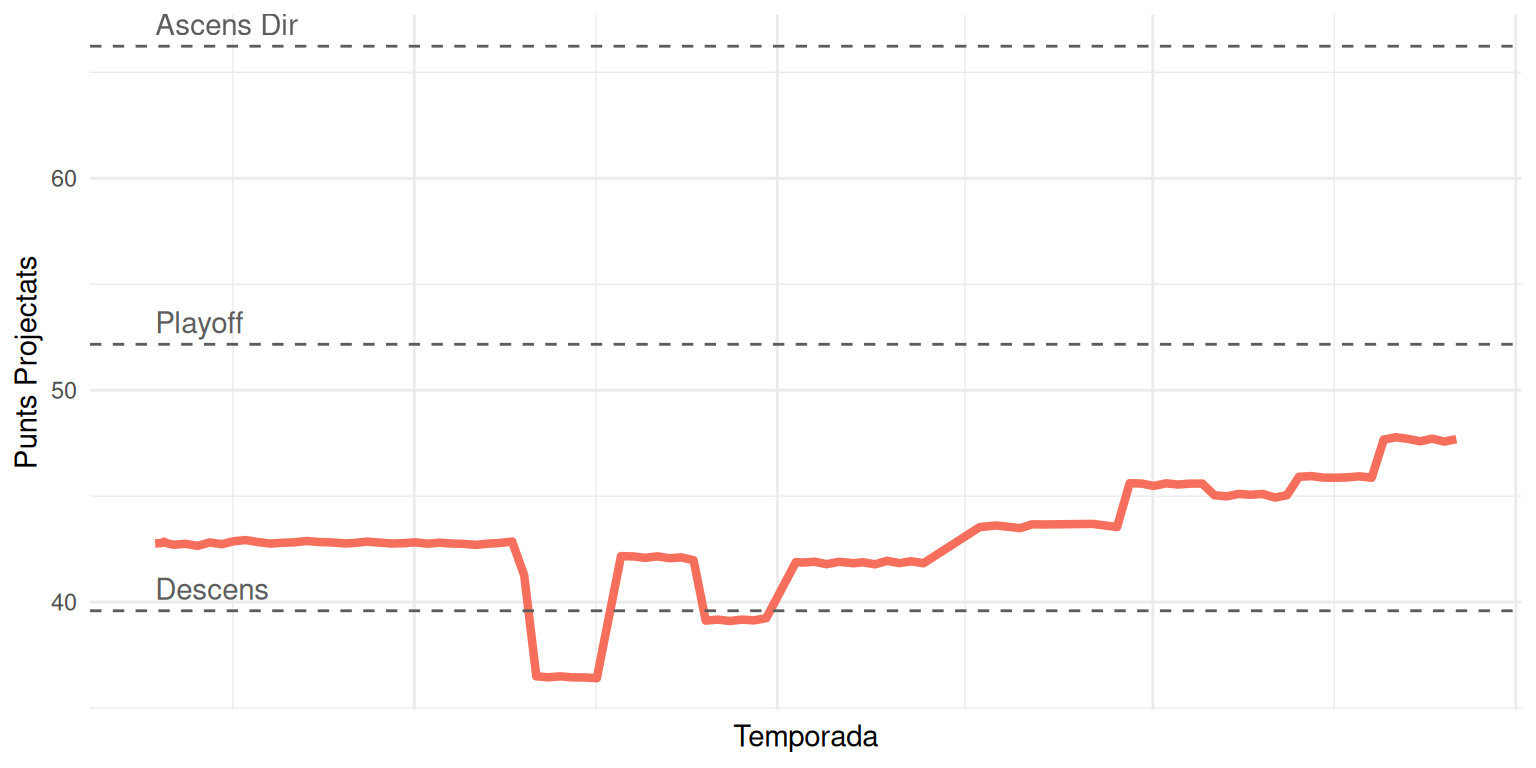 Ascens Dir
60
Playoff
50
Descens
40
Punts Projectats
Temporada